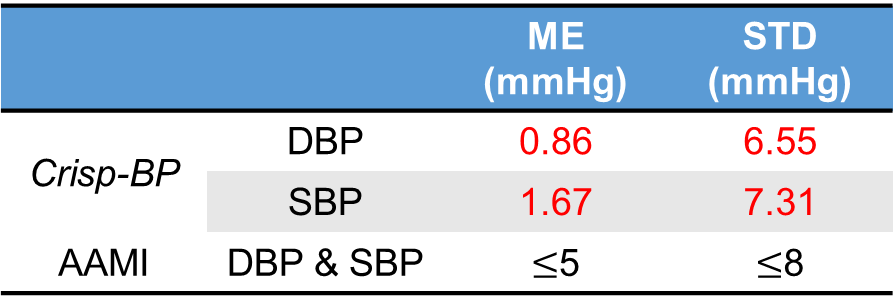 ME STD
(mmHg) (mmHg)
DBP 0.86 6.55
Crisp-BP
SBP 1.67 7.31
AAMI DBP & SBP ≤5 ≤8